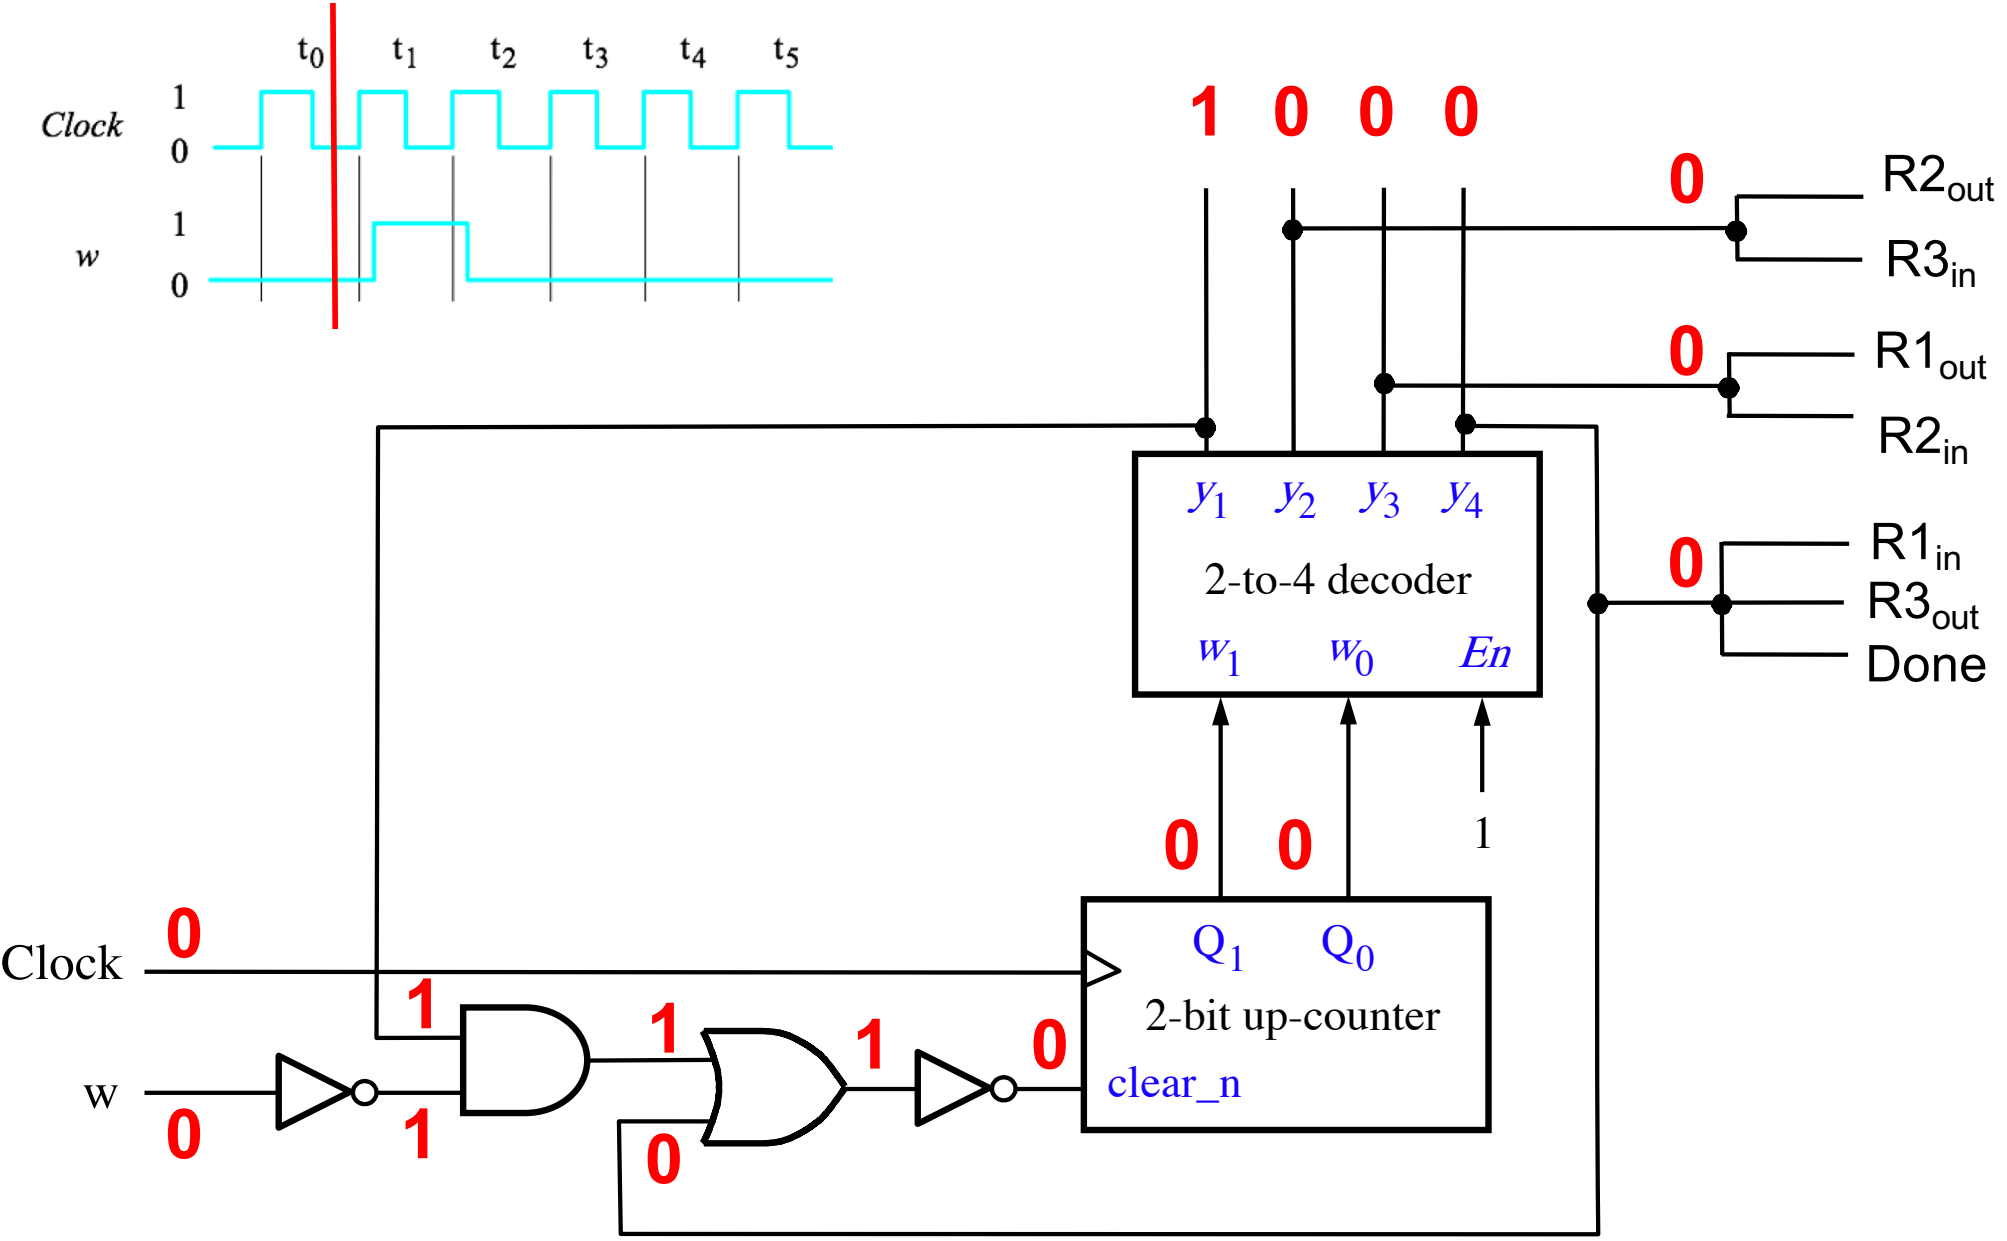 t0 t1 t2 t3 t4 t5
1
Clock
0
1
w
0
1 0 0 0
0
R2out
R3in
0
R1out
R2in
y1 y2 y3 y4
2-to-4 decoder
w1 w0 En
0
R1in
R3out
Done
0 0 1
Q1 Q0
2-bit up-counter
clear_n
Clock 0
1 1 1 0
w 0 1 0